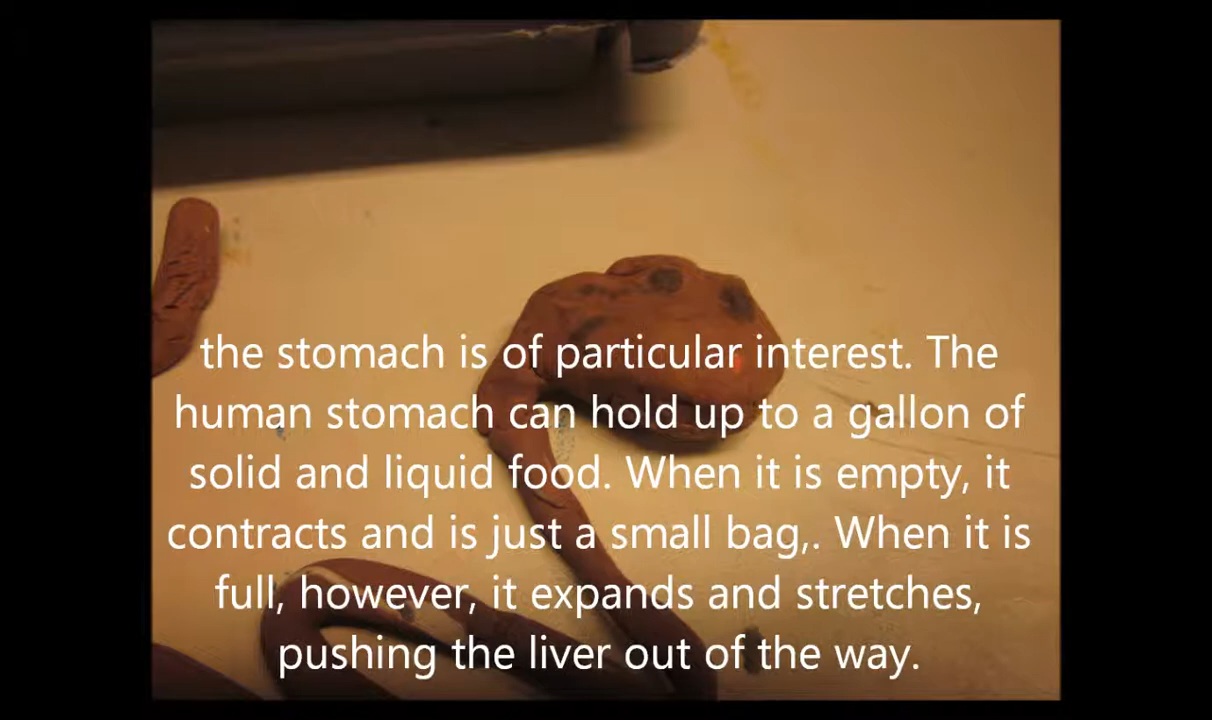 the stomach is of particular interest. The
human stomach can hold up to a gallon of
solid and liquid food. When it is empty, it
contracts and is just a small bag,. When it is
full, however, it expands and stretches,
pushing the liver out of the way.